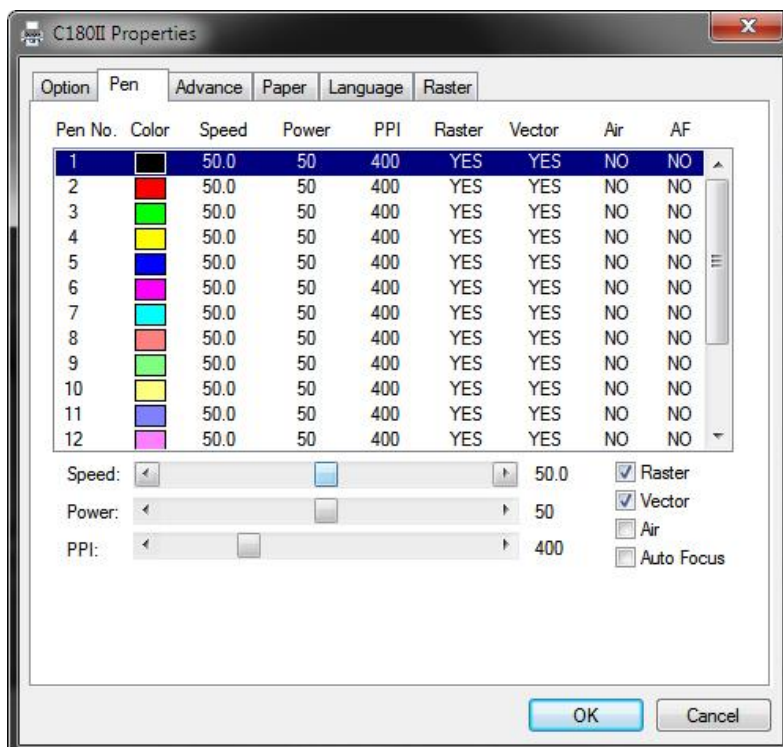 C180II Properties
Option Pen Advance Paper Language Raster
Pen No. Color Speed Power PPI Raster Vector Air AF
1 50.0 50 400 YES YES NO NO
2 50.0 50 400 YES YES NO NO
3 50.0 50 400 YES YES NO NO
4 50.0 50 400 YES YES NO NO
5 50.0 50 400 YES YES NO NO
6 50.0 50 400 YES YES NO NO
7 50.0 50 400 YES YES NO NO
8 50.0 50 400 YES YES NO NO
9 50.0 50 400 YES YES NO NO
10 50.0 50 400 YES YES NO NO
11 50.0 50 400 YES YES NO NO
12 50.0 50 400 YES YES NO NO
Speed: 50.0 Raster
Power: 50 Vector
Air
PPI: 400 Auto Focus
OK Cancel